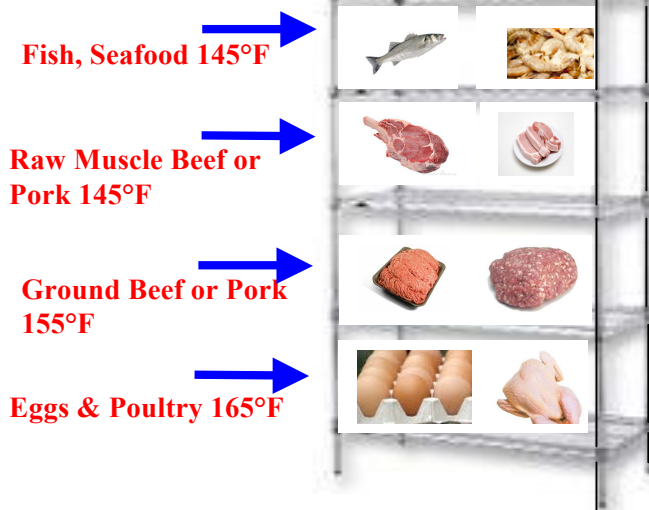 Fish, Seafood 145°F
Raw Muscle Beef or
Pork 145°F
Ground Beef or Pork
155°F
Eggs & Poultry 165°F